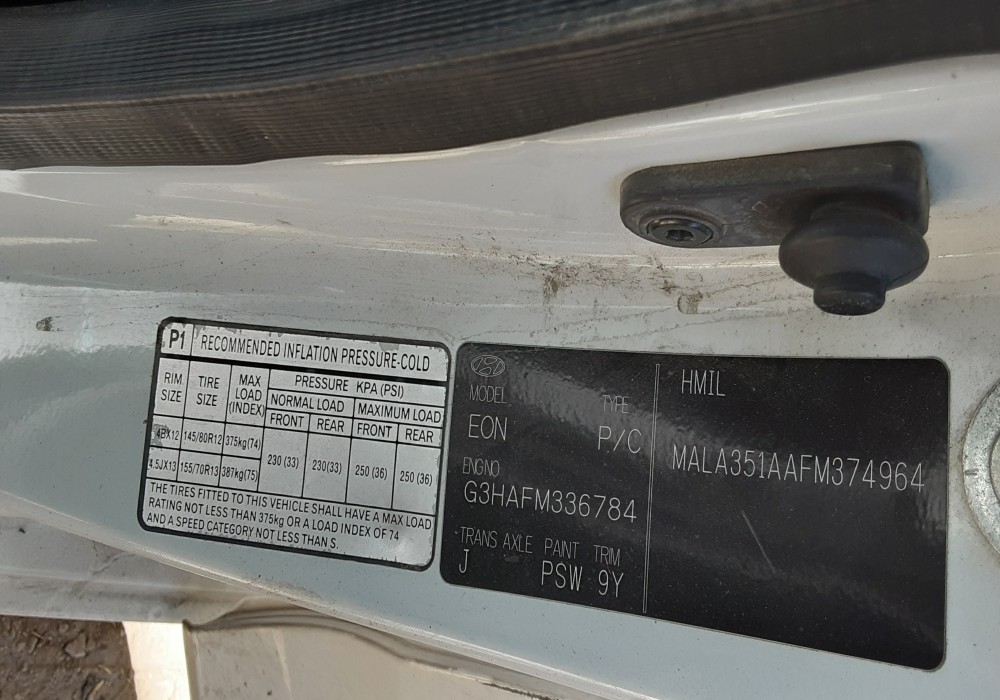 P1 RECOMMENDED INFLATION PRESSURE-COLD
RIM SIZE TIRE SIZE MAX LOAD (INDEX) PRESSURE KPA (PSI)
NORMAL LOAD MAXIMUM LOAD
FRONT REAR FRONT REAR
145/80R12 375kg(74) 230 (33) 230(33) 250 (36) 250 (36)
4.5JX13 155/70R13 387kg(75)
THE TIRES FITTED TO THIS VEHICLE SHALL HAVE A MAX LOAD
RATING NOT LESS THAN 375kg OR A LOAD INDEX OF 74
AND A SPEED CATEGORY NOT LESS THAN S.
MODEL TYPE
EON P/C
ENGNO
G3HAFM336784
TRANS AXLE PAINT TRIM
J PSW 9Y
HMIL
MALA351AAFM374964